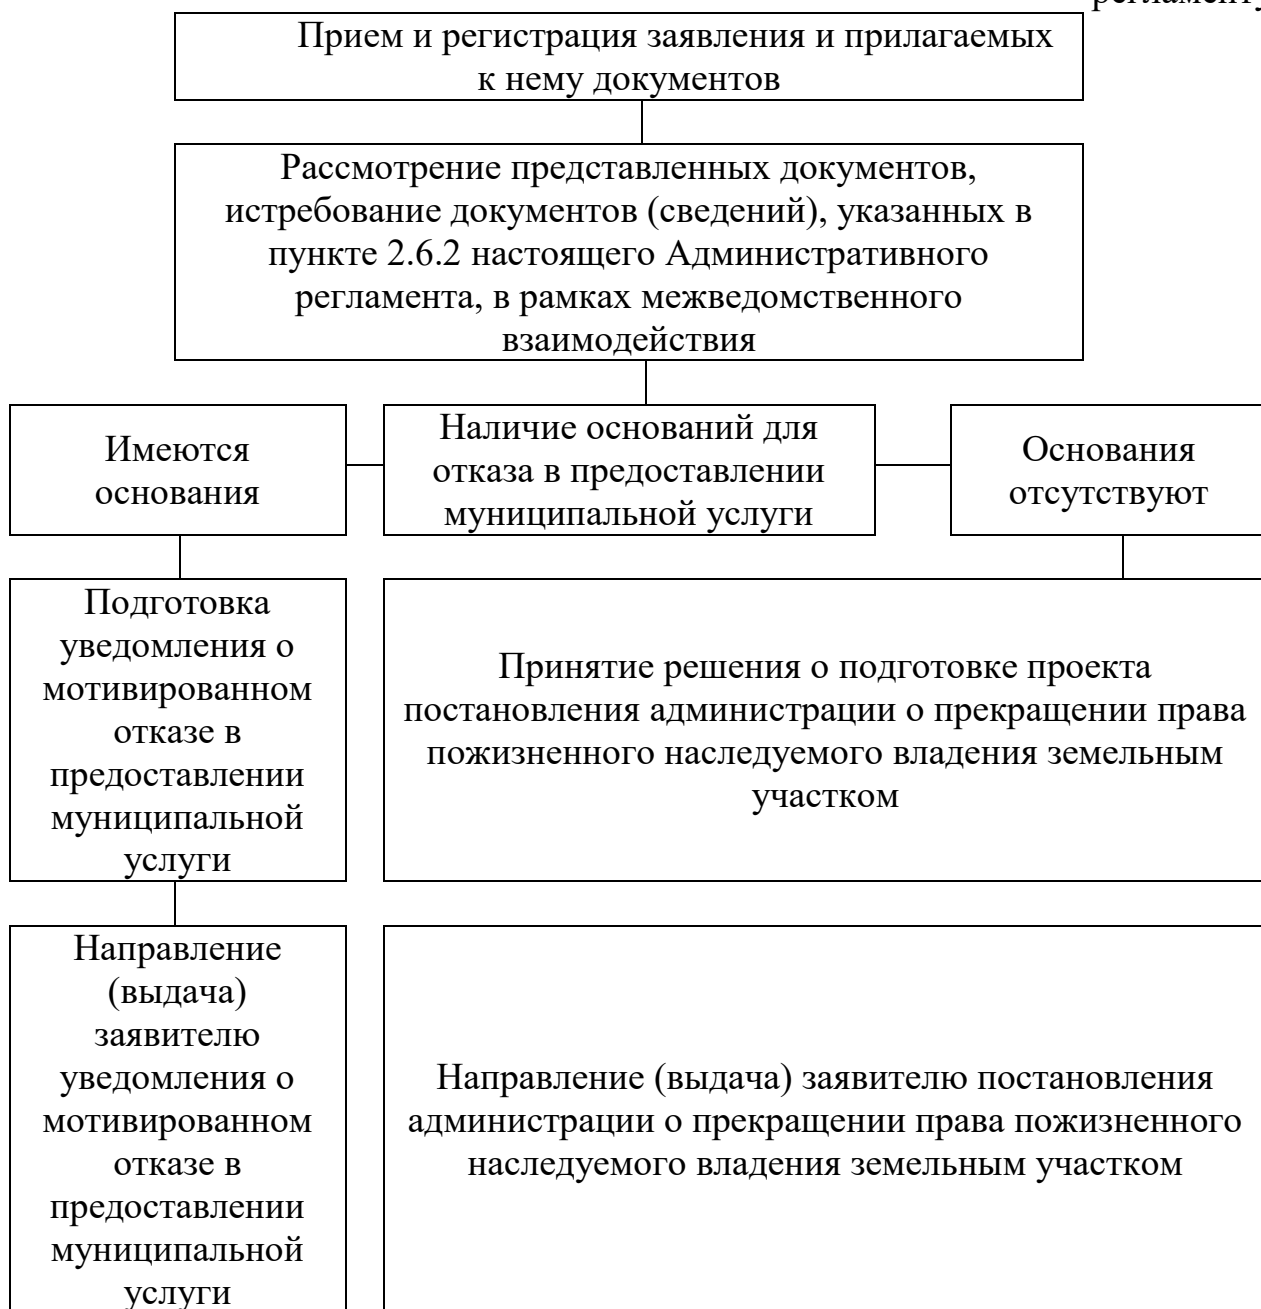 регламенту
Прием и регистрация заявления и прилагаемых
к нему документов
Рассмотрение представленных документов,
истребование документов (сведений), указанных в
пункте 2.6.2 настоящего Административного
регламента, в рамках межведомственного
взаимодействия
Имеются
основания
Наличие оснований для
отказа в предоставлении
муниципальной услуги
Основания
отсутствуют
Подготовка
уведомления о
мотивированном
отказе в
предоставлении
муниципальной
услуги
Принятие решения о подготовке проекта
постановления администрации о прекращении права
пожизненного наследуемого владения земельным
участком
Направление
(выдача)
заявителю
уведомления о
мотивированном
отказе в
предоставлении
муниципальной
услуги
Направление (выдача) заявителю постановления
администрации о прекращении права пожизненного
наследуемого владения земельным участком